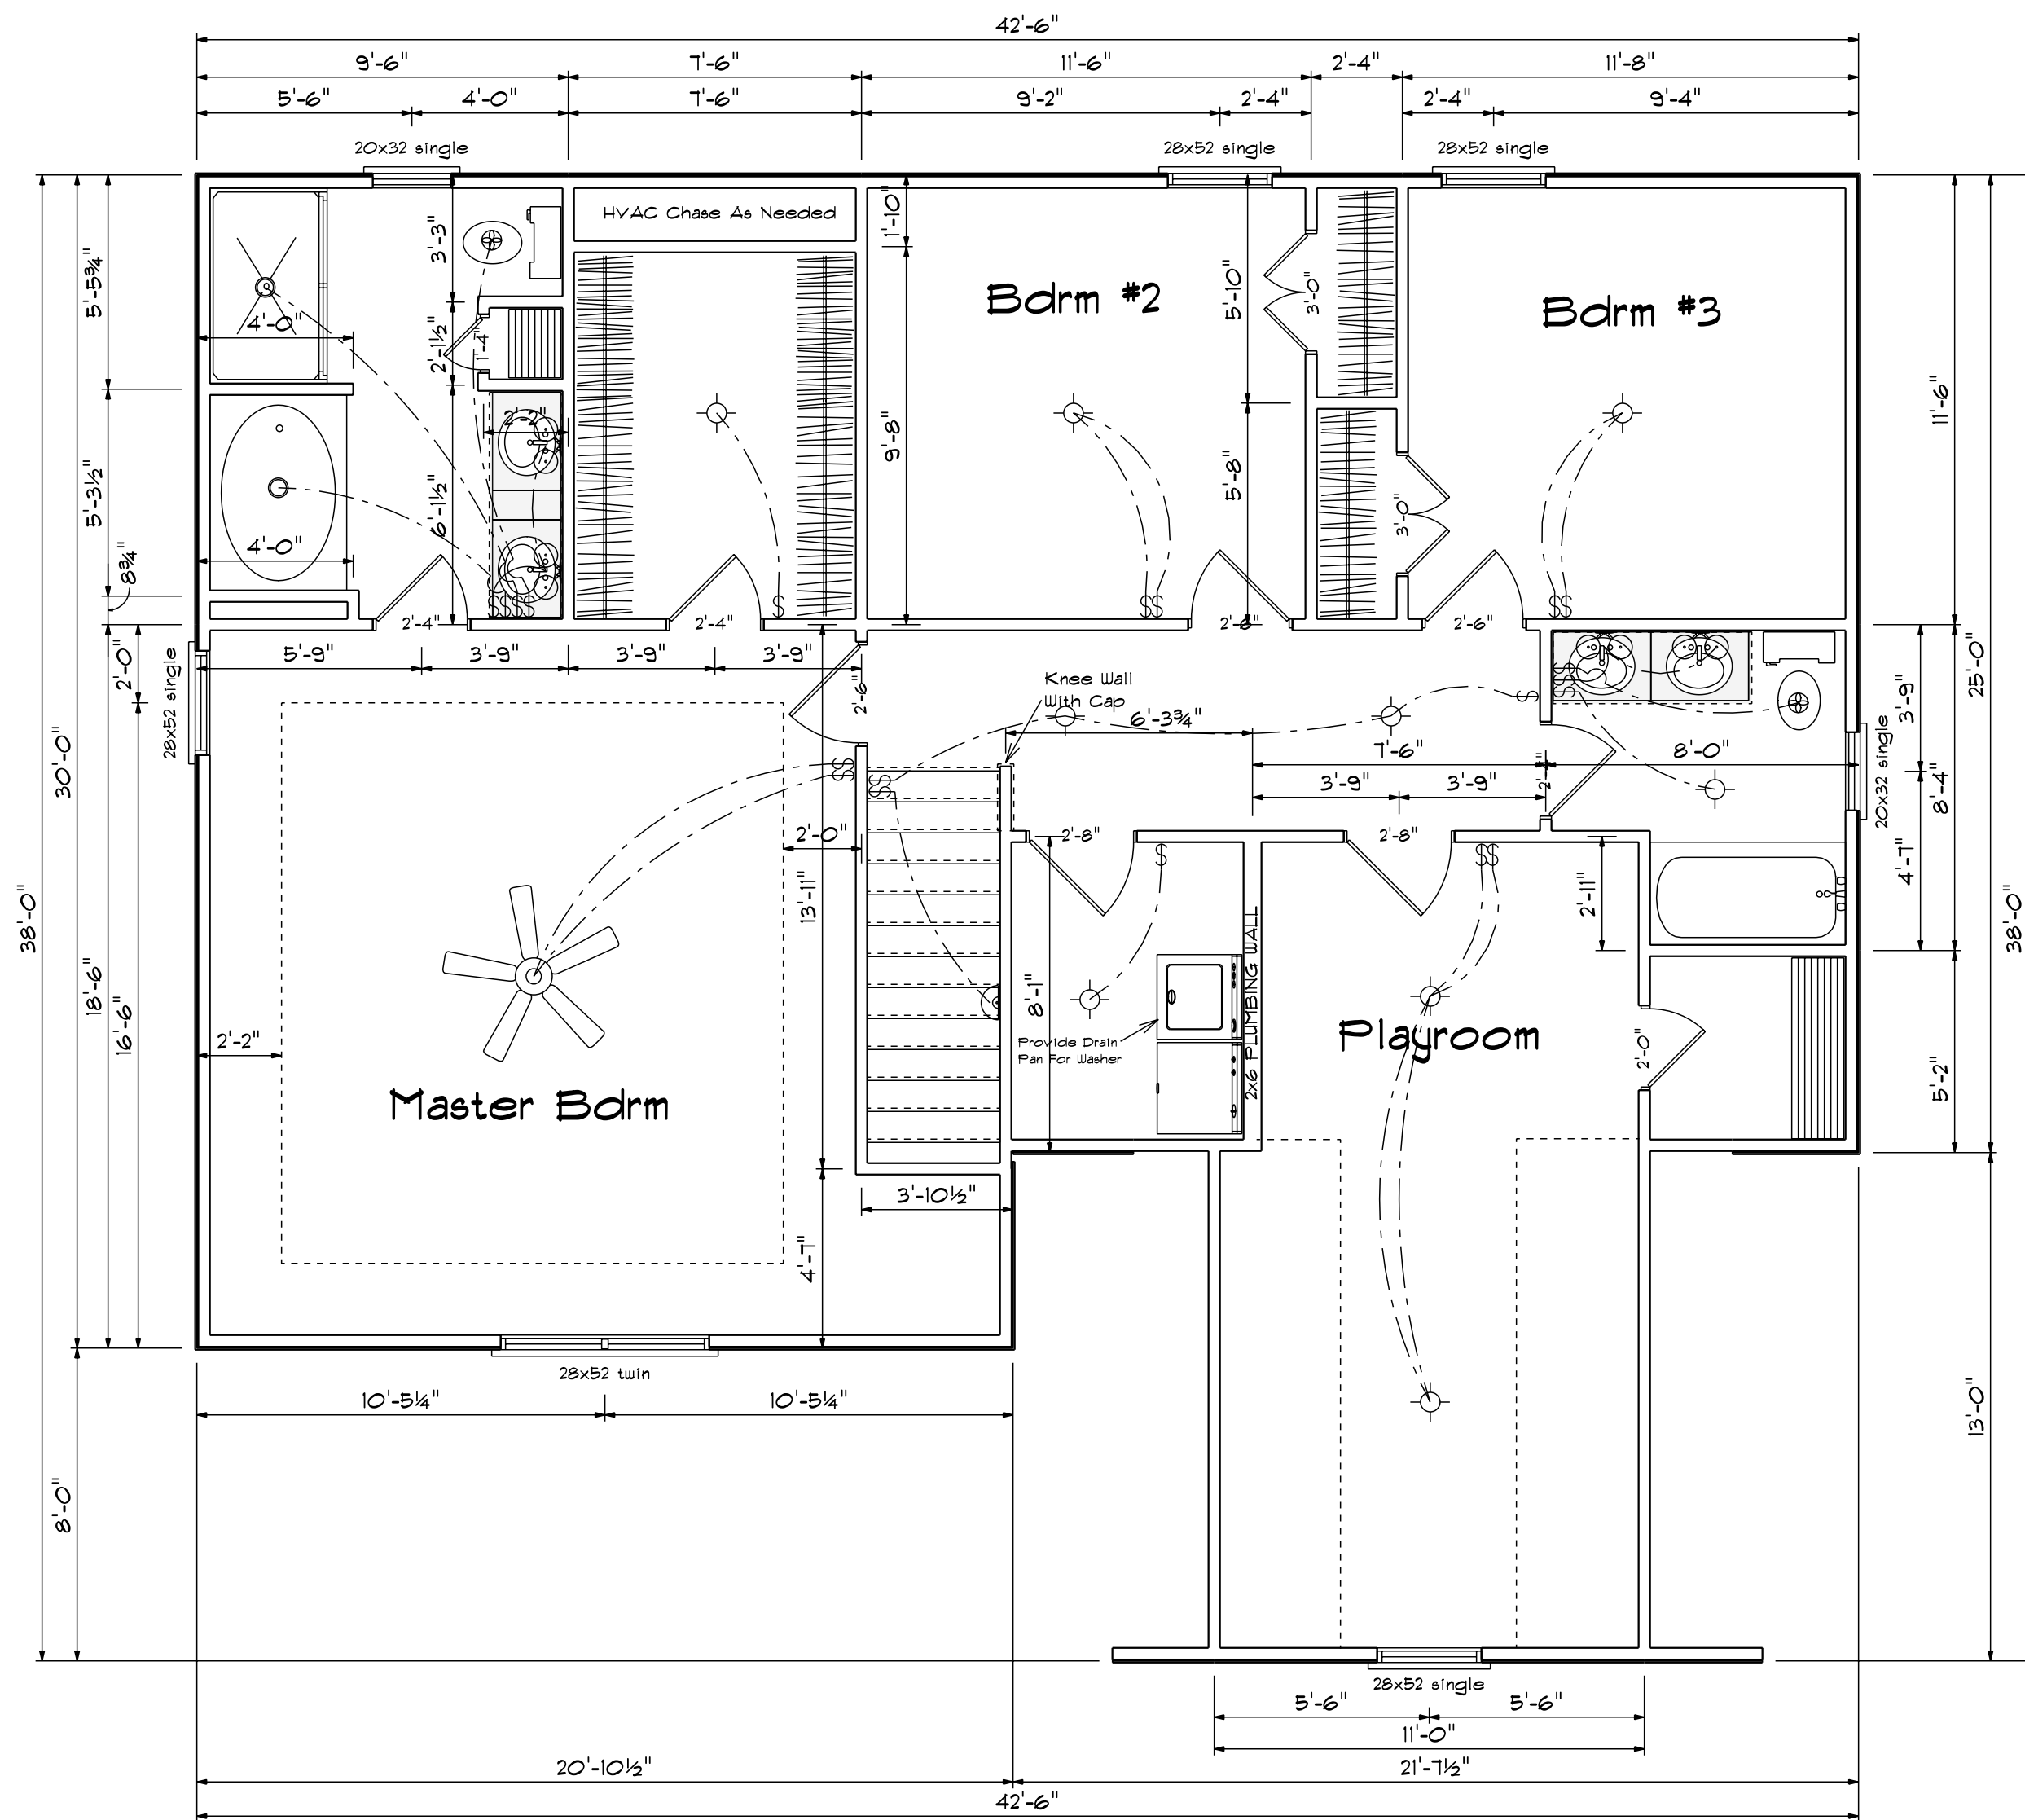 42'-6"
9'-6" 7'-6" 11'-6" 2'-4" 11'-8"
5'-6" 4'-0" 7'-6" 9'-2" 2'-4" 2'-4" 9'-4"
20x32 single 28x52 single 28x52 single
HVAC Chase As Needed
1'-10"
3'-3"
5'-5¾"
4'-0"
2'-1½"
1'-4"
5'-10"
3'-0"
Bdrm #2
Bdrm #3
11'-6"
2'-2"
9'-8"
5'-8"
6'-1½"
5'-3½"
3'-0"
4'-0"
8¾"
$$$$ $ $$ $$
2'-4" 2'-4" 2'-6" 2'-6"
5'-9" 3'-9" 3'-9" 3'-9"
2'-0"
28x52 single
2'-6"
Knee Wall
With Cap
6'-3¾"
$
$$$
25'-0"
3'-9"
7'-6" 8'-0"
3'-9" 3'-9"
20x32 single
8'-4"
4'-7"
30'-0"
$$ $$
2'-0"
2'-8" 2'-8"
$ $$
38'-0"
18'-6"
16'-6"
13'-11"
2'-11"
38'-0"
2x6 PLUMBING WALL
8'-1"
Provide Drain
Pan For Washer
Playroom
2'-0"
5'-2"
2'-2"
Master Bdrm
3'-10½"
4'-7"
28x52 twin
10'-5¼" 10'-5¼"
13'-0"
8'-0"
28x52 single
5'-6" 5'-6"
11'-0"
20'-10½" 21'-7½"
42'-6"